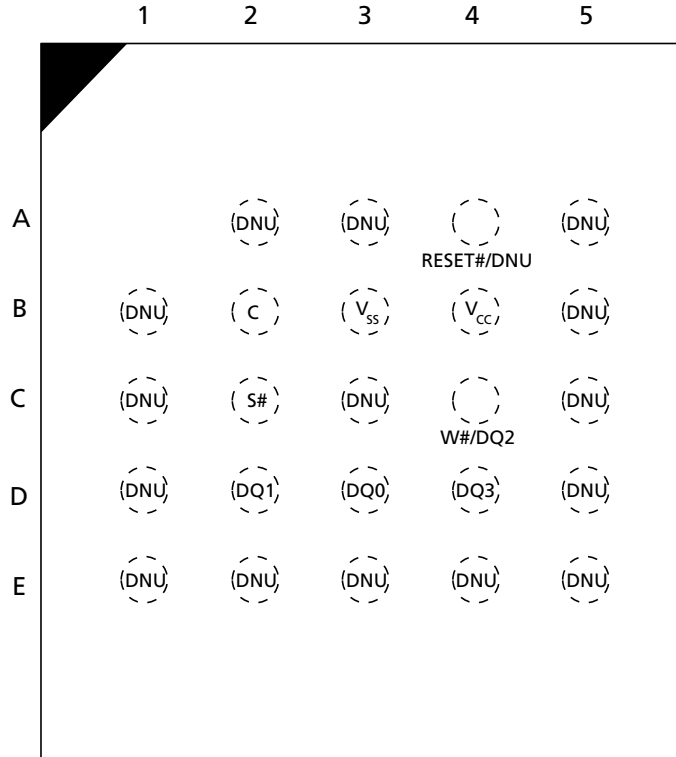 1 2 3 4 5
A DNU DNU DNU
RESET#/DNU
B DNU C VSS VCC DNU
C DNU S# DNU DNU
W#/DQ2
D DNU DQ1 DQ0 DQ3 DNU
E DNU DNU DNU DNU DNU